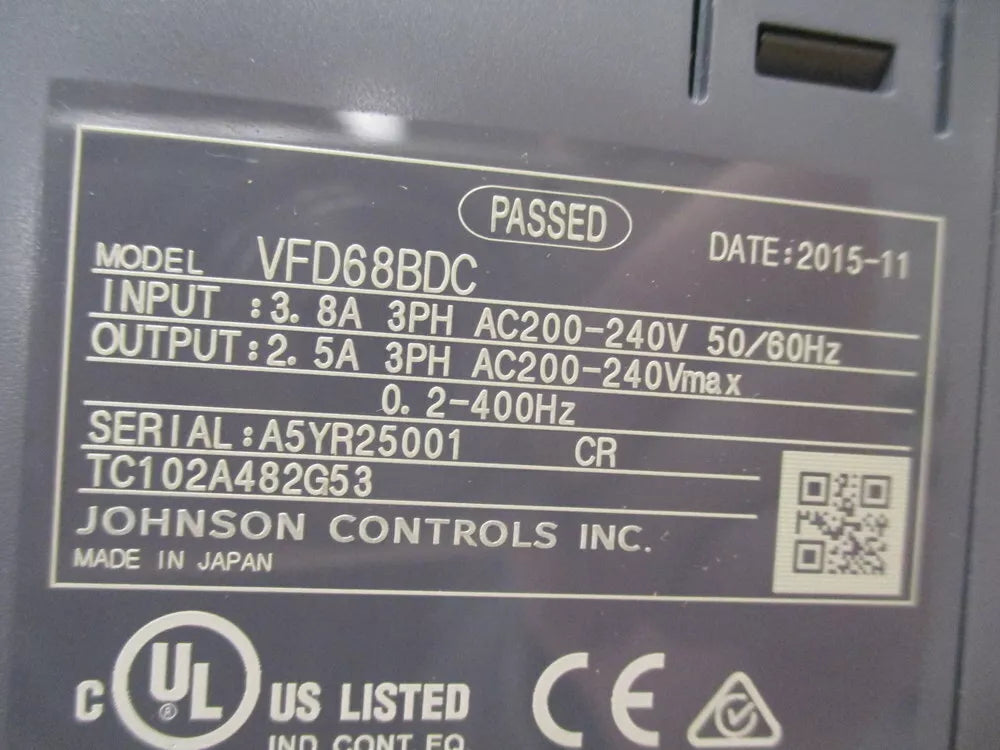 PASSED
DATE:2015-11
MODEL VFD68BDC
INPUT :3.8A 3PH AC200-240V 50/60Hz
OUTPUT:2.5A 3PH AC200-240Vmax
0.2-400Hz
SERIAL:A5YR25001 CR
TC102A482G53
JOHNSON CONTROLS INC.
MADE IN JAPAN
C UL ® US LISTED
IND CONT EQ
CE